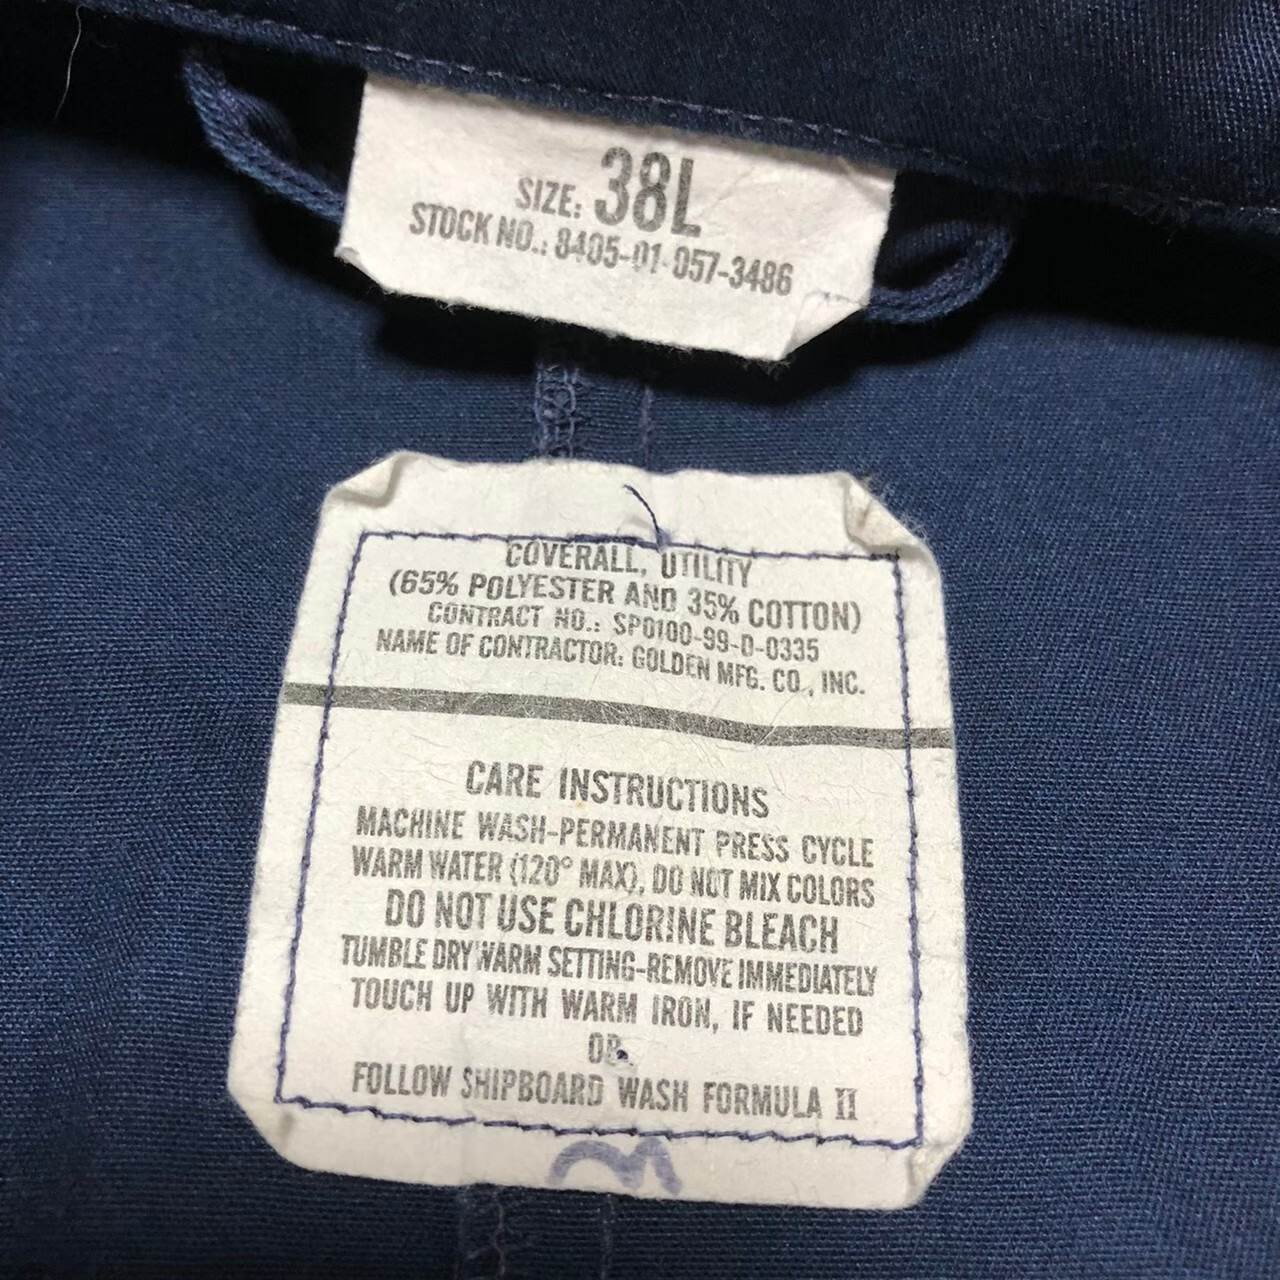 SIZE: 38L
STOCK NO.: 8405-01-057-3486
COVERALL, UTILITY
(65% POLYESTER AND 35% COTTON)
CONTRACT NO.: SP0100-99-D-0335
NAME OF CONTRACTOR: GOLDEN MFG. CO., INC.
CARE INSTRUCTIONS
MACHINE WASH-PERMANENT PRESS CYCLE
WARM WATER (120° MAX), DO NOT MIX COLORS
DO NOT USE CHLORINE BLEACH
TUMBLE DRY WARM SETTING-REMOVE IMMEDIATELY
TOUCH UP WITH WARM IRON, IF NEEDED
OR
FOLLOW SHIPBOARD WASH FORMULA II